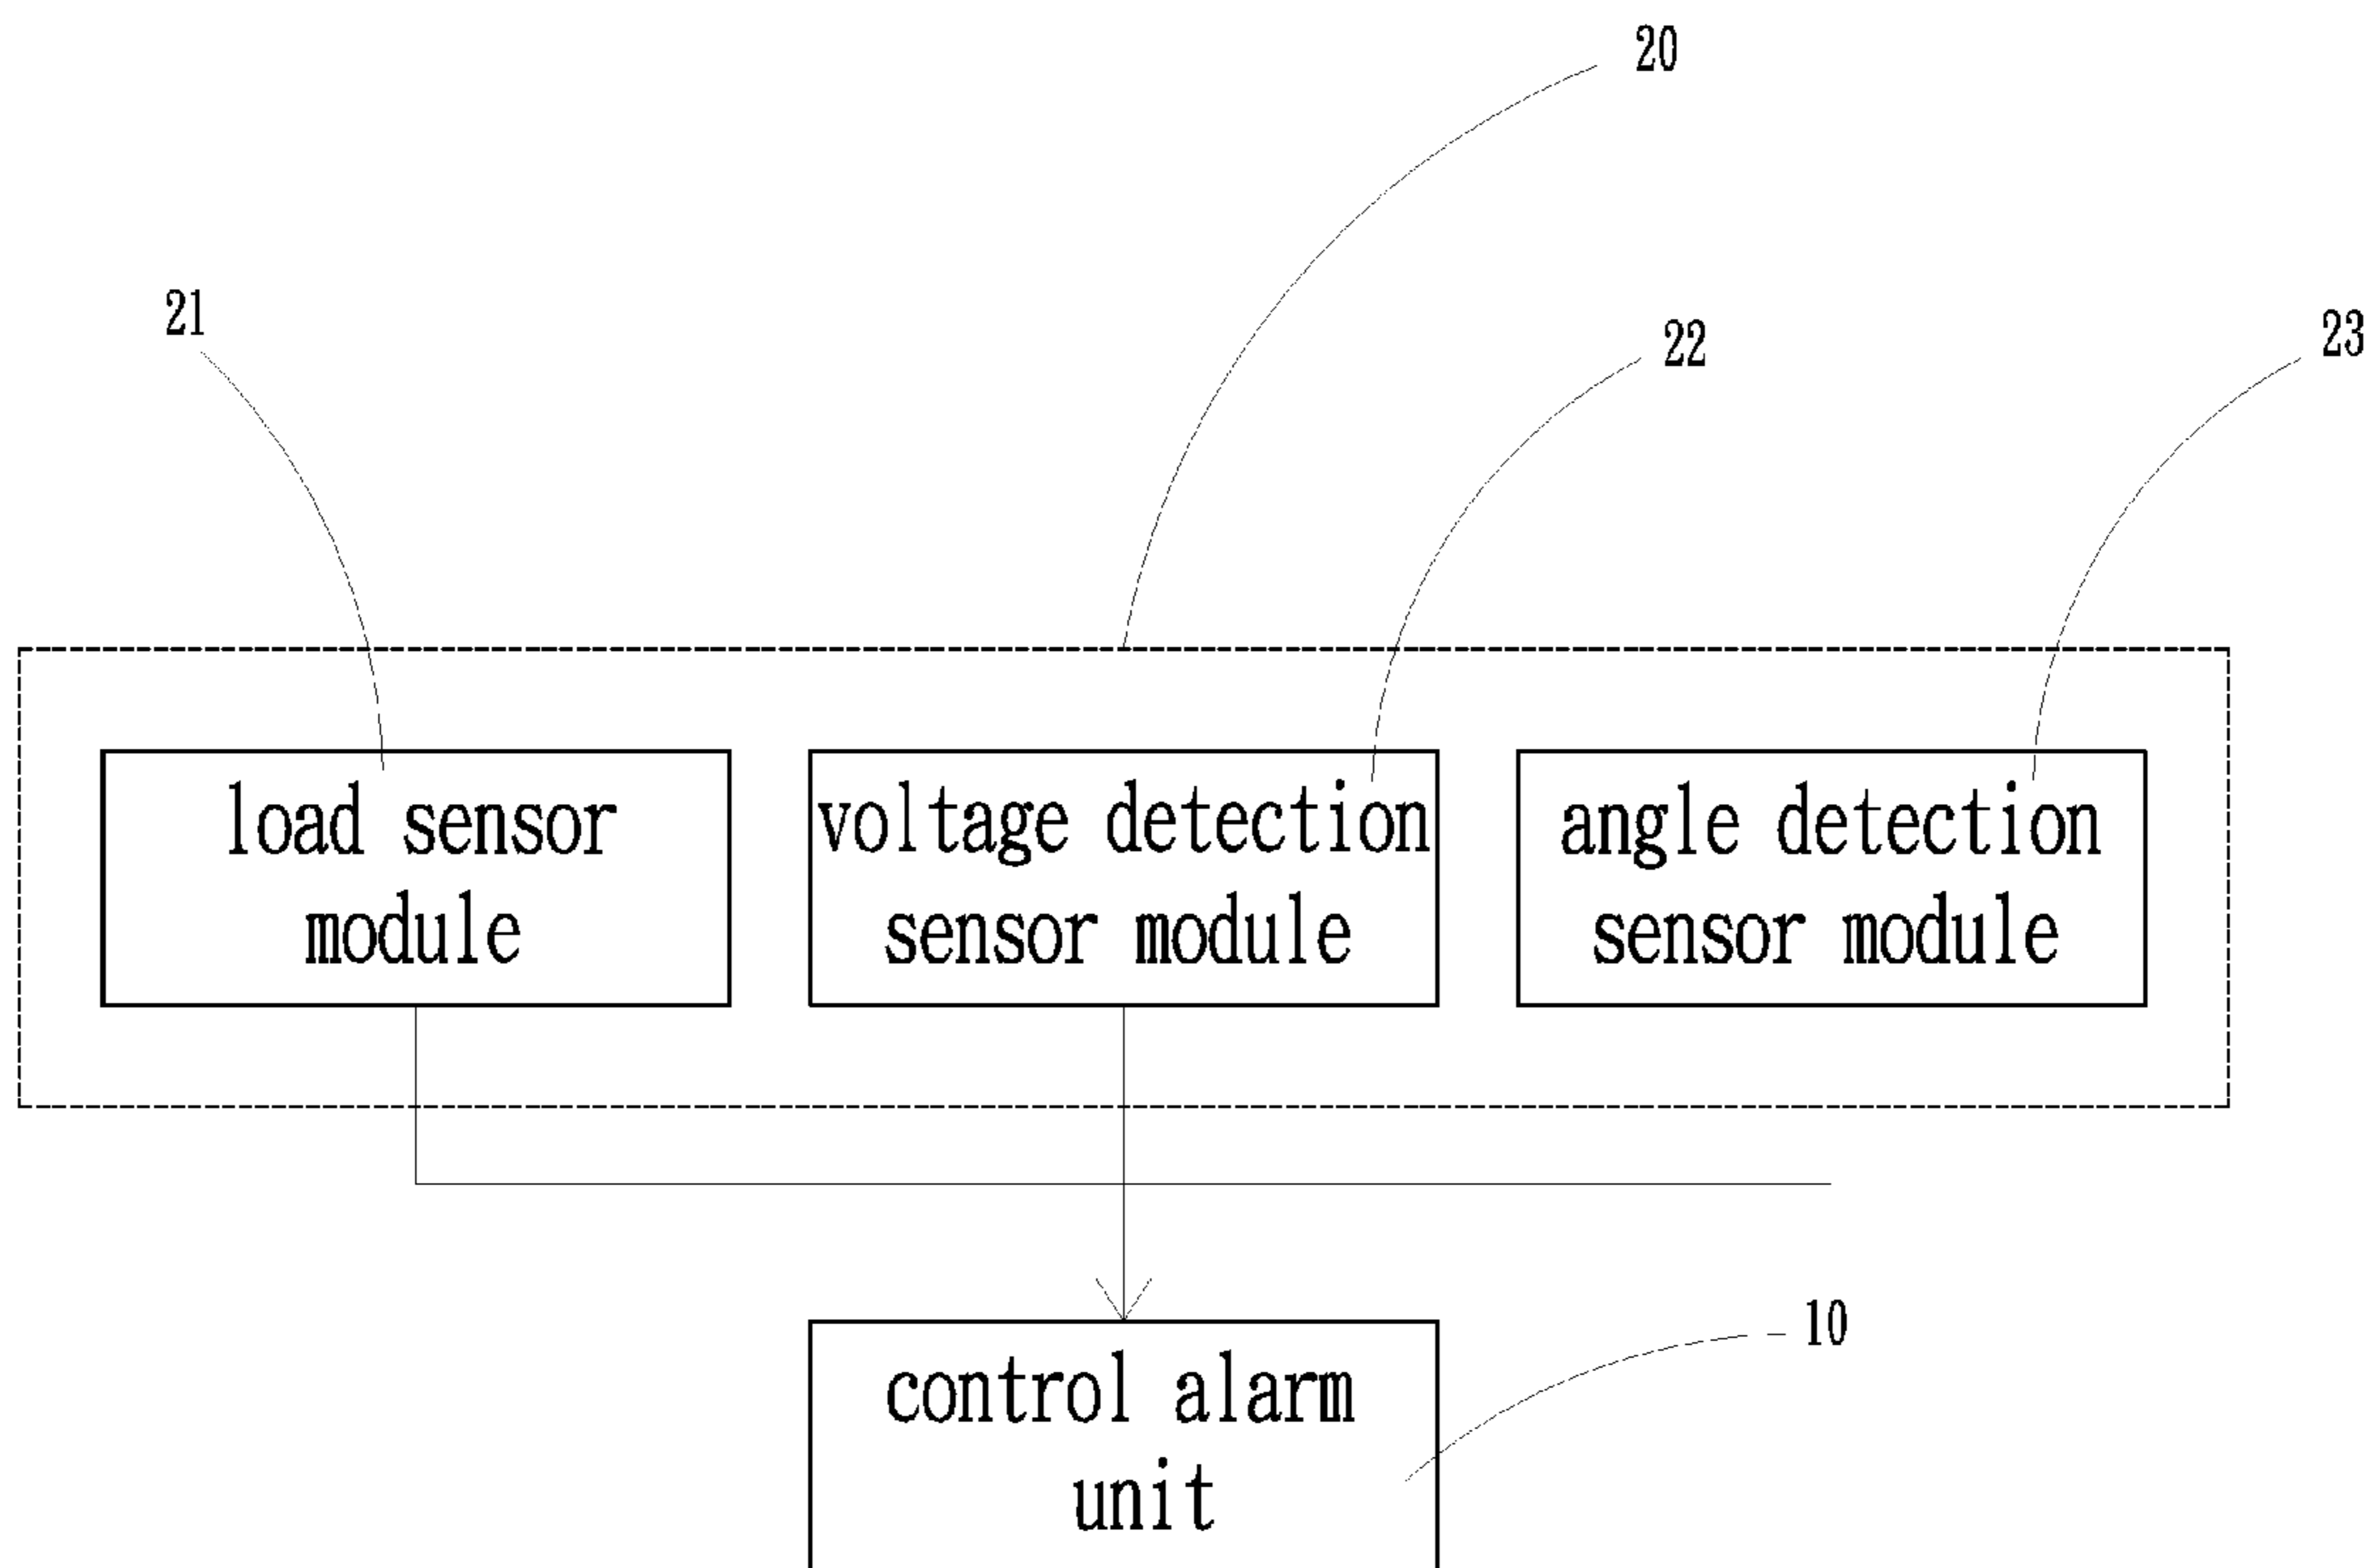 20
21
22
23
load sensor
module
voltage detection
sensor module
angle detection
sensor module
10
control alarm
unit